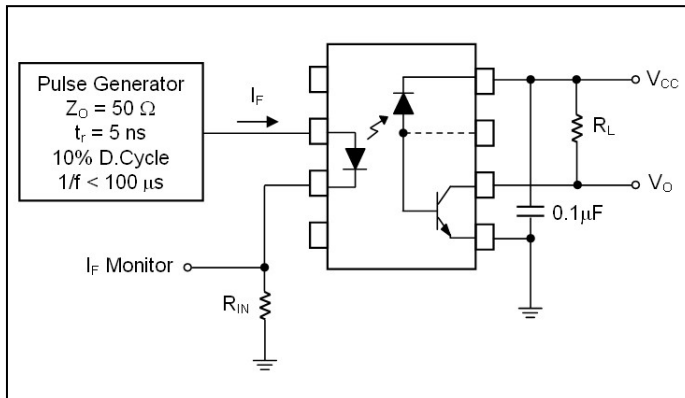 Pulse Generator
Z_O = 50 Ω
t_r = 5 ns
10% D.Cycle
1/f < 100 μs
I_F
V_CC
R_L
V_O
0.1μF
I_F Monitor
R_IN